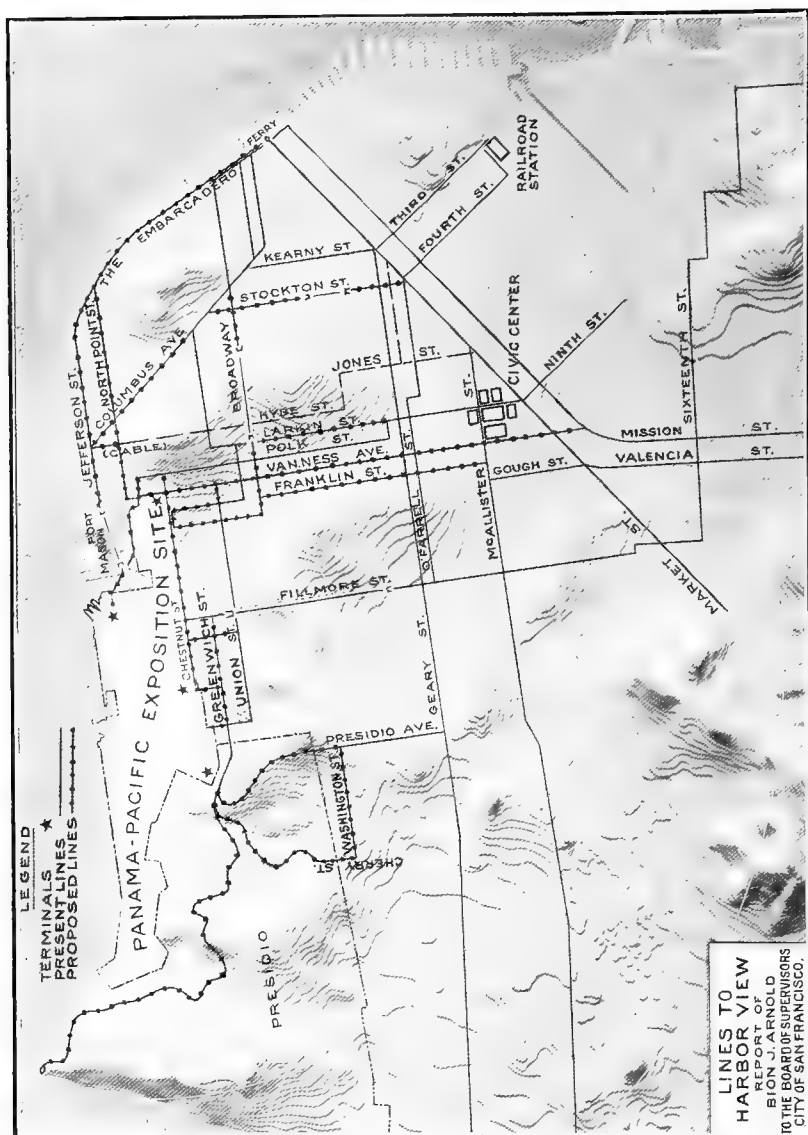 LEGEND
TERMINALS
PRESENT LINES
PROPOSED LINES
PANAMA-PACIFIC EXPOSITION SITE
PRESIDIO
FORT
MASON
JEFFERSON ST.
NORTHPOINT ST.
THE EMBARCADERO
FERRY
COLUMBUS AVE.
(CABLE)
BROADWAY
KEARNY ST.
STOCKTON ST.
JONES ST.
HYDE ST.
LARKIN ST.
POLK ST.
VAN NESS AVE.
FRANKLIN ST.
GOUGH ST.
FILLMORE ST.
CHESTNUT ST.
GREENWICH ST.
UNION ST.
PRESIDIO AVE.
WASHINGTON ST.
CHERRY
ST.
GEARY ST.
O'FARRELL ST.
McALLISTER ST.
THIRD ST.
FOURTH ST.
RAILROAD
STATION
CIVIC CENTER
NINTH ST.
SIXTEENTH ST.
MISSION ST.
VALENCIA ST.
MARKET ST.
LINES TO
HARBOR VIEW
REPORT OF
BION J. ARNOLD
TO THE BOARD OF SUPERVISORS
CITY OF SAN FRANCISCO.